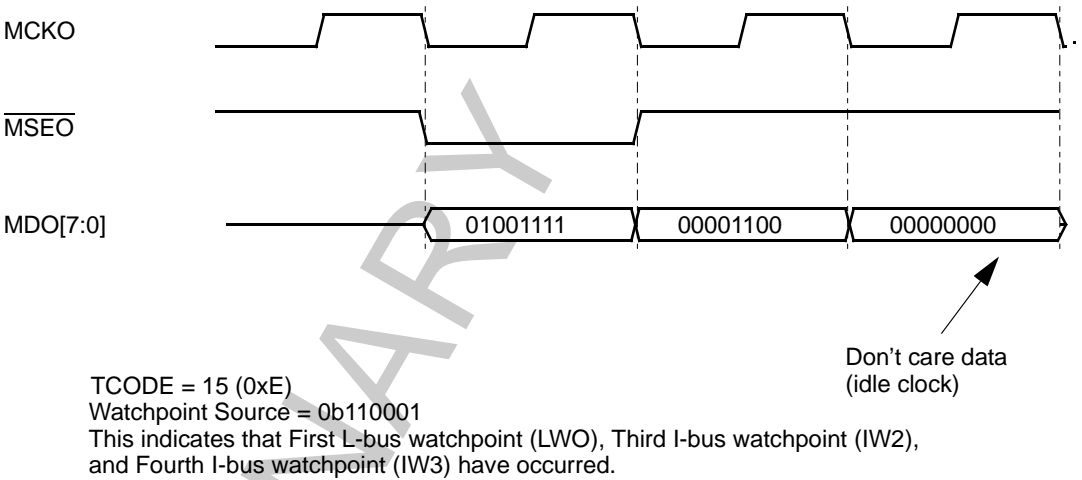 MCKO
MSEO
MDO[7:0]
01001111
00001100
00000000
Don't care data
(idle clock)
TCODE = 15 (0xE)
Watchpoint Source = 0b110001
This indicates that First L-bus watchpoint (LWO), Third I-bus watchpoint (IW2),
and Fourth I-bus watchpoint (IW3) have occurred.
NARY